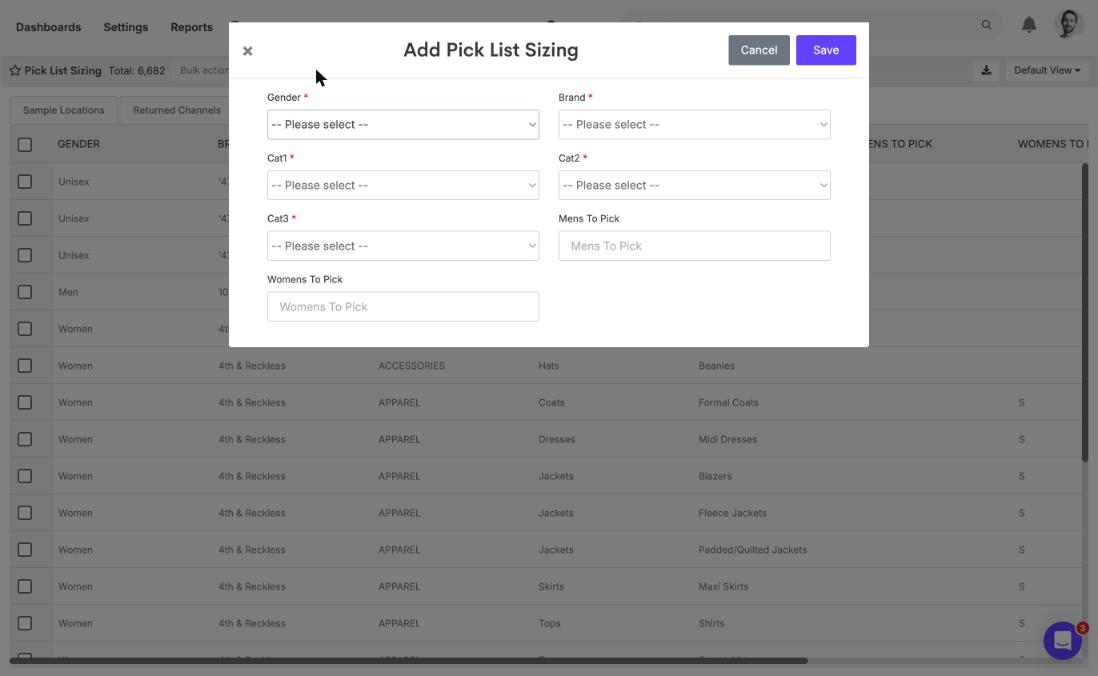 Dashboards Settings Reports
Add Pick List Sizing
Cancel Save
Pick List Sizing Total: 6,682 Bulk action
Default View
Sample Locations Returned Channels
Gender * Brand *
-- Please select -- -- Please select --
GENDER BR ENS TO PICK WOMENS TO
Cat1 * Cat2 *
Unisex '47
-- Please select -- -- Please select --
Unisex '47
Cat3 * Mens To Pick
-- Please select -- Mens To Pick
Unisex '47
Womens To Pick
Men 10
Womens To Pick
Women 4t
Women 4th & Reckless ACCESSORIES Hats Beanies
Women 4th & Reckless APPAREL Coats Formal Coats S
Women 4th & Reckless APPAREL Dresses Midi Dresses S
Women 4th & Reckless APPAREL Jackets Blazers S
Women 4th & Reckless APPAREL Jackets Fleece Jackets S
Women 4th & Reckless APPAREL Jackets Padded/Quilted Jackets S
Women 4th & Reckless APPAREL Skirts Maxi Skirts S
Women 4th & Reckless APPAREL Tops Shirts S
3